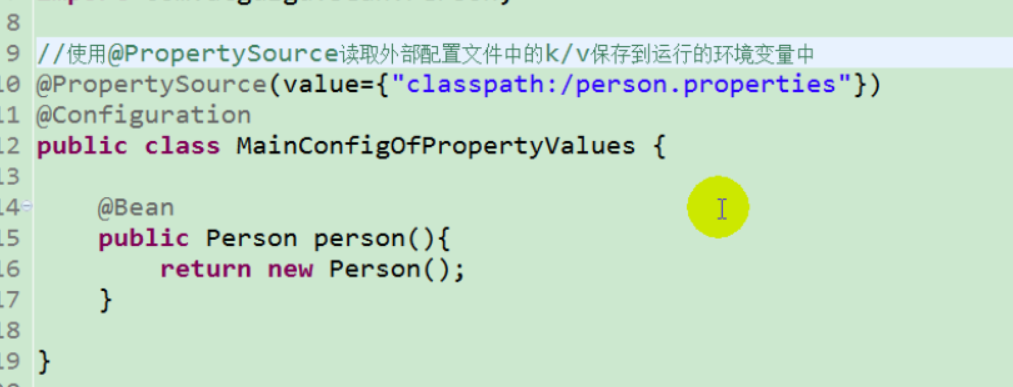 8
9 //使用@PropertySource读取外部配置文件中的k/v保存到运行的环境变量中
10 @PropertySource(value={"classpath:/person.properties"})
11 @Configuration
12 public class MainConfigOfPropertyValues {
13
14     @Bean
15     public Person person(){
16         return new Person();
17     }
18
19 }